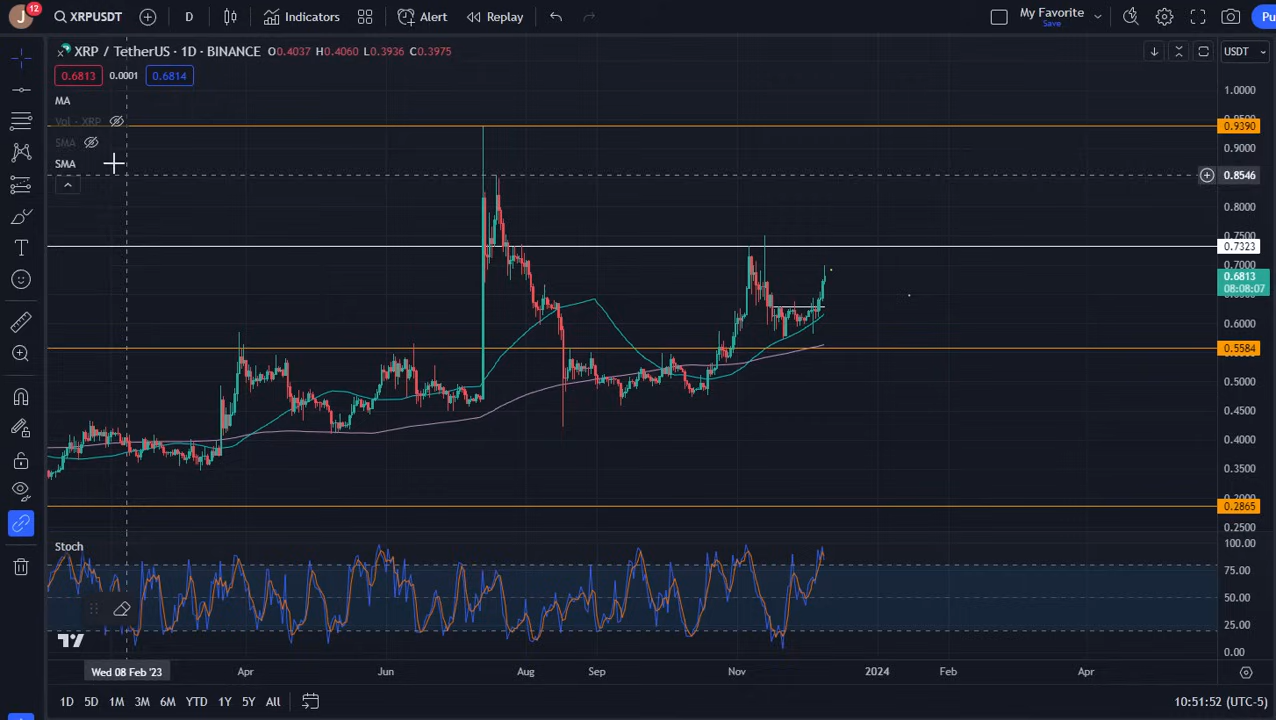 J 12 XRPUSDT D Indicators Alert Replay My Favorite Save Pu
XRP / TetherUS · 1D · BINANCE O0.4037 H0.4060 L0.3936 C0.3975 USDT
0.6813 0.0001 0.6814
MA
Vol · XRP
SMA
SMA
1.0000
0.9390
0.9000
0.8546
0.8000
0.7500
0.7323
0.7000
0.6813
08:08:07
0.6000
0.5584
0.5000
0.4500
0.4000
0.3500
0.2865
0.2500
Stoch
100.00
75.00
50.00
25.00
0.00
Wed 08 Feb '23 Apr Jun Aug Sep Nov 2024 Feb Apr
1D 5D 1M 3M 6M YTD 1Y 5Y All 10:51:52 (UTC-5)